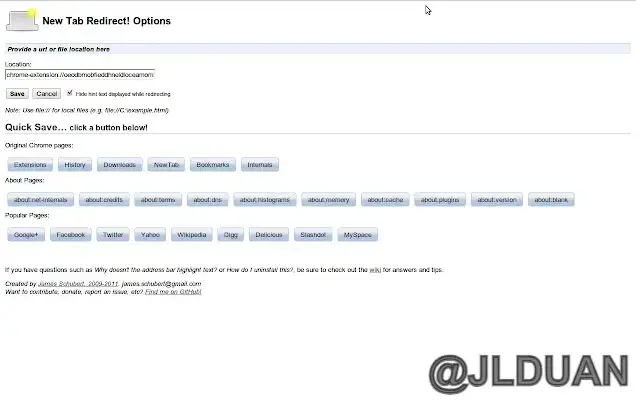 New Tab Redirect! Options
Provide a url or file location here
Location:
Save Cancel Hide hint text displayed while redirecting
Note: Use file:// for local files (e.g. file://C:\example.html)
Quick Save... click a button below!
Original Chrome pages:
Extensions History Downloads NewTab Bookmarks Internals
About Pages:
about:net-internals about:credits about:terms about:dns about:histograms about:memory about:cache about:plugins about:version about:blank
Popular Pages:
Google+ Facebook Twitter Yahoo Wikipedia Digg Delicious Slashdot MySpace
If you have questions such as Why doesn't the address bar highlight text? or How do I uninstall this?, be sure to check out the wiki for answers and tips.
Created by James Schubert, 2009-2011. james.schubert@gmail.com
Want to contribute, donate, report an issue, etc? Find me on GitHub!
@JLDUAN